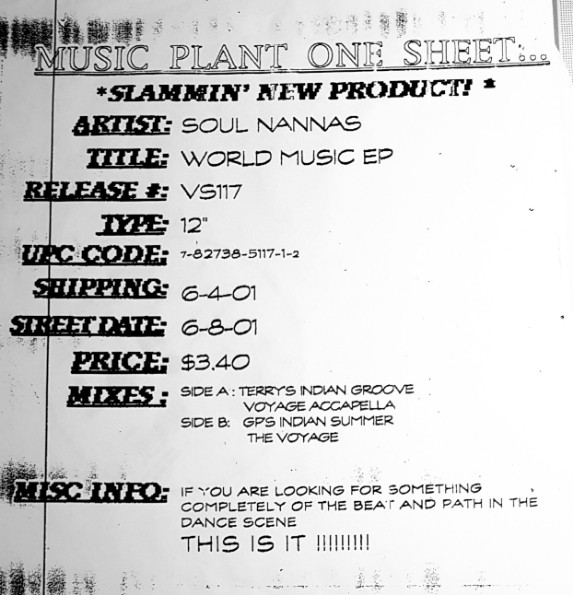 MUSIC PLANT ONE SHEET:...
*SLAMMIN' NEW PRODUCT! *
ARTIST: SOUL NANNAS
TITLE: WORLD MUSIC EP
RELEASE #: VS117
TYPE: 12"
UPC CODE: 7-82738-5117-1-2
SHIPPING: 6-4-01
STREET DATE: 6-8-01
PRICE: $3.40
MIXES : SIDE A : TERRY'S INDIAN GROOVE
VOYAGE ACCAPELLA
SIDE B: GP'S INDIAN SUMMER
THE VOYAGE
MISC INFO: IF YOU ARE LOOKING FOR SOMETHING
COMPLETELY OF THE BEAT AND PATH IN THE
DANCE SCENE
THIS IS IT !!!!!!!!!